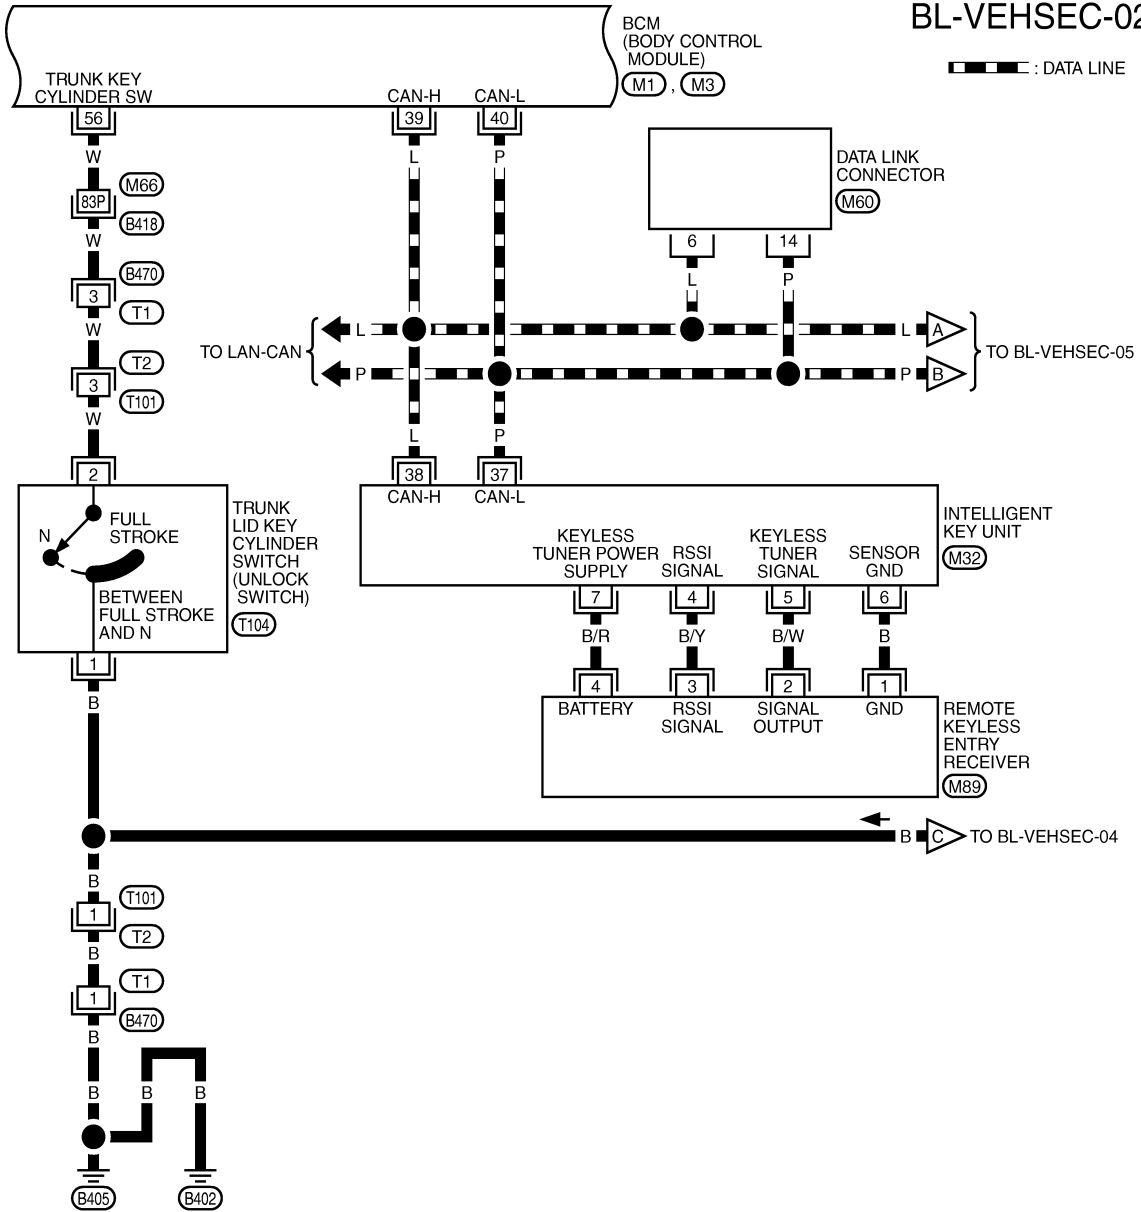 BL-VEHSEC-02
BCM
(BODY CONTROL
MODULE)
M1 , M3
: DATA LINE
TRUNK KEY
CYLINDER SW
CAN-H
CAN-L
56
39
40
W
L
P
DATA LINK
CONNECTOR
M60
M66
83P
B418
6
14
W
L
P
B470
3
T1
W
TO LAN-CAN
L
L
A
P
P
B
TO BL-VEHSEC-05
T2
3
T101
W
L
P
2
38
37
CAN-H
CAN-L
N
FULL
STROKE
BETWEEN
FULL STROKE
AND N
TRUNK
LID KEY
CYLINDER
SWITCH
(UNLOCK
SWITCH)
T104
INTELLIGENT
KEY UNIT
M32
KEYLESS
TUNER POWER
SUPPLY
RSSI
SIGNAL
KEYLESS
TUNER
SIGNAL
SENSOR
GND
7
4
5
6
B/R
B/Y
B/W
B
1
4
3
2
1
B
BATTERY
RSSI
SIGNAL
SIGNAL
OUTPUT
GND
REMOTE
KEYLESS
ENTRY
RECEIVER
M89
B
C
TO BL-VEHSEC-04
B
T101
1
T2
B
T1
1
B470
B
B
B
B
B405
B402